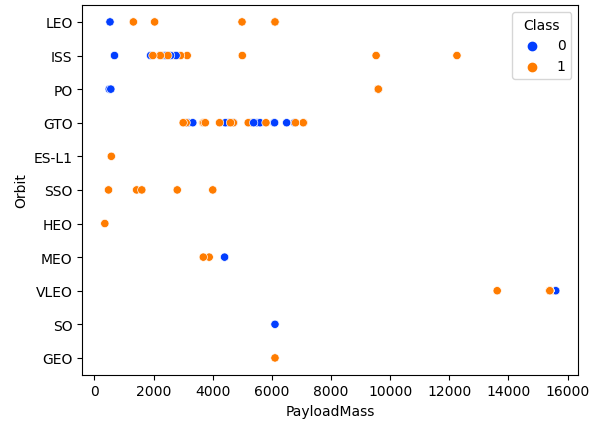 LEO
ISS
PO
GTO
ES-L1
SSO
HEO
MEO
VLEO
SO
GEO
Orbit
0
2000
4000
6000
8000
10000
12000
14000
16000
PayloadMass
Class
0
1